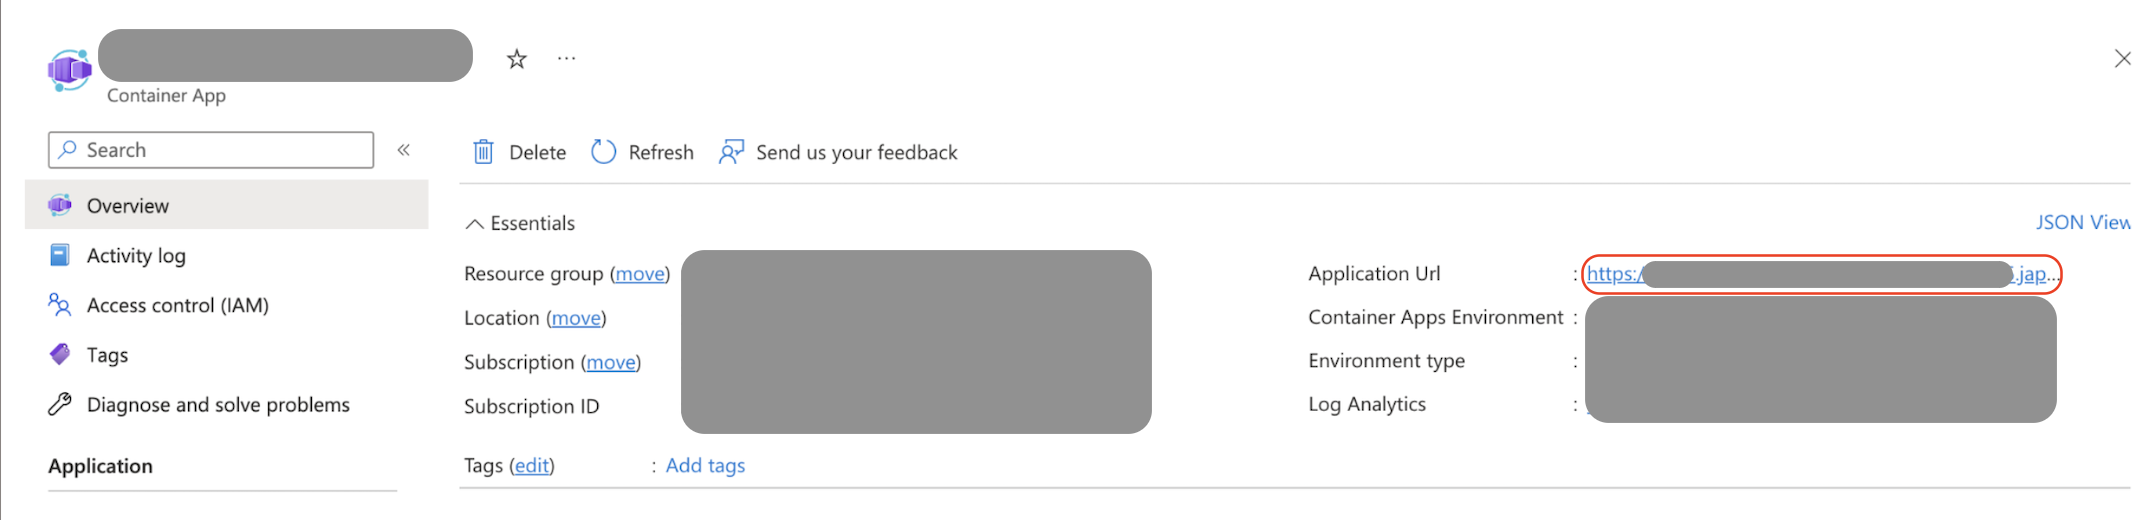 Container App
Search
Delete
Refresh
Send us your feedback
Overview
Activity log
Access control (IAM)
Tags
Diagnose and solve problems
Application
Essentials
JSON View
Resource group (move)
Location (move)
Subscription (move)
Subscription ID
Tags (edit) : Add tags
Application Url : https:/ .jap...
Container Apps Environment :
Environment type :
Log Analytics :